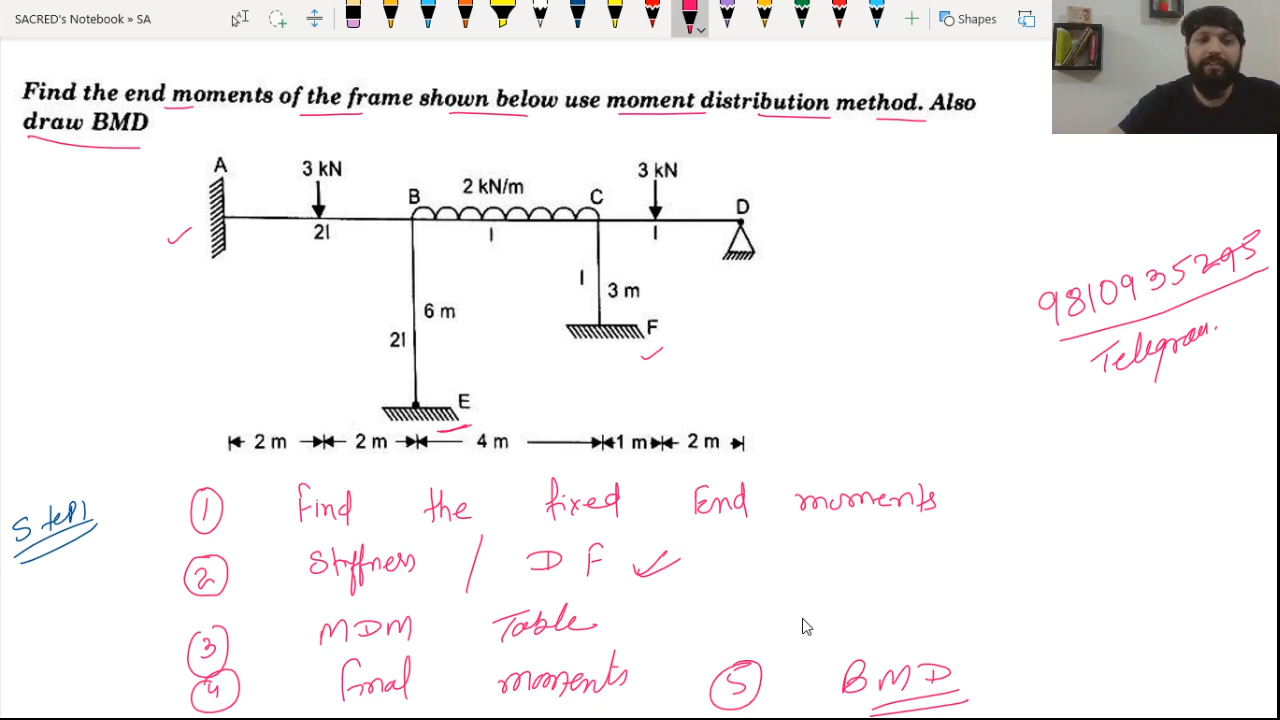 SACRED's Notebook » SA
Shapes
Find the end moments of the frame shown below use moment distribution method. Also
draw BMD
A
3 kN
B
2 kN/m
C
3 kN
D
2I
I
I
I
3 m
6 m
F
2I
E
2 m
2 m
4 m
1 m
2 m
9810935295
Telegram.
Step1
① Find the fixed End moments
② Stiffness / DF
③ MDM Table
④ final moments ⑤ BMD